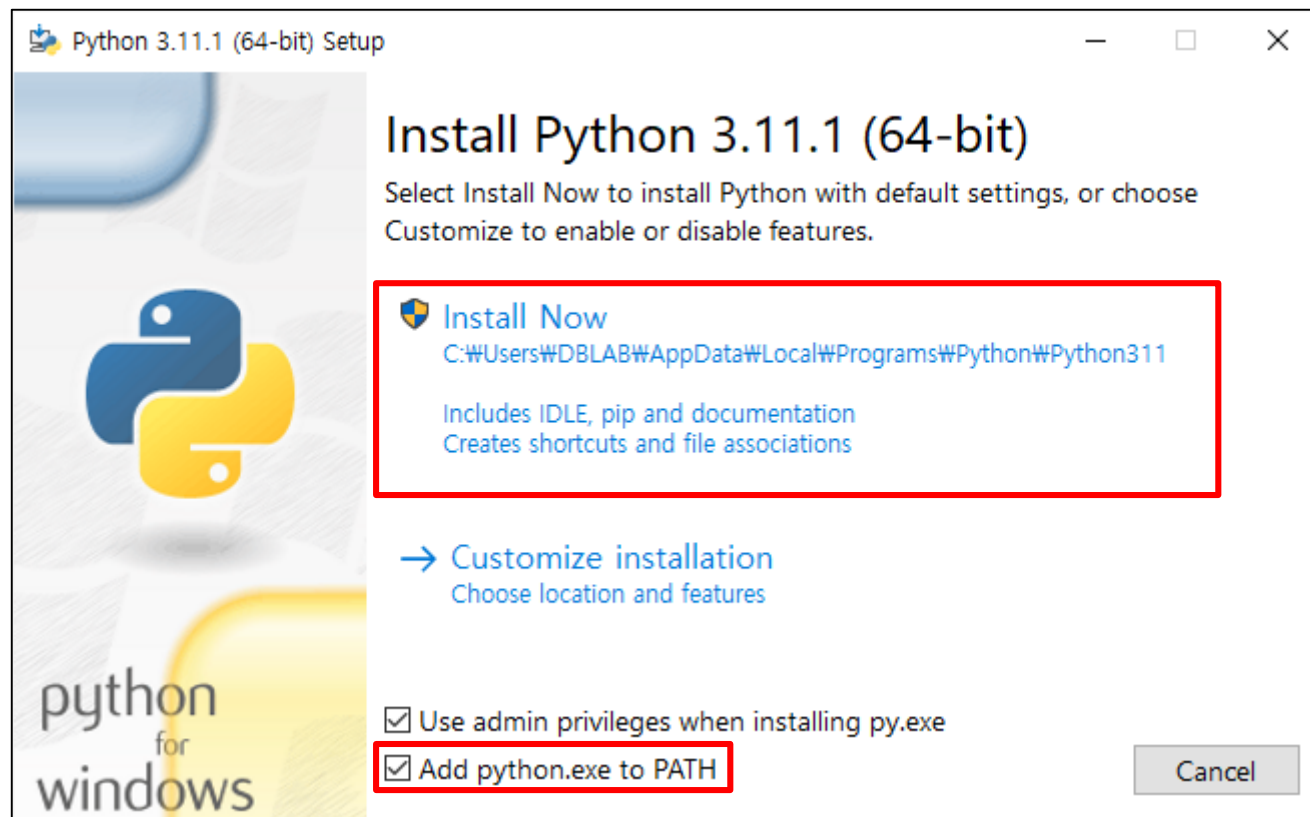 Python 3.11.1 (64-bit) Setup
Install Python 3.11.1 (64-bit)
Select Install Now to install Python with default settings, or choose
Customize to enable or disable features.
Install Now
C:₩Users₩DBLAB₩AppData₩Local₩Programs₩Python₩Python311
Includes IDLE, pip and documentation
Creates shortcuts and file associations
Customize installation
Choose location and features
Use admin privileges when installing py.exe
Add python.exe to PATH
Cancel
python
for
windows